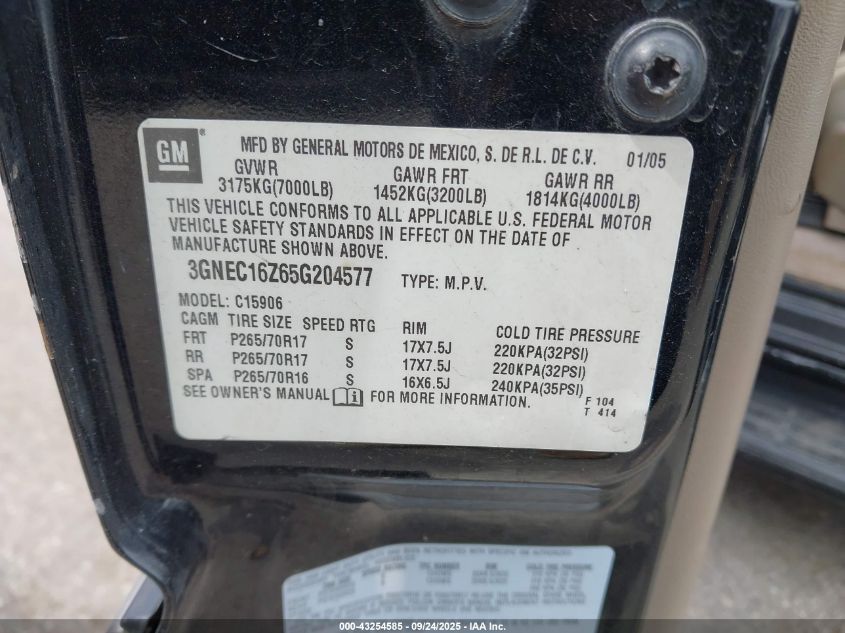 GM
MFD BY GENERAL MOTORS DE MEXICO, S. DE R.L. DE C.V. 01/05
GVWR GAWR FRT GAWR RR
3175KG(7000LB) 1452KG(3200LB) 1814KG(4000LB)
THIS VEHICLE CONFORMS TO ALL APPLICABLE U.S. FEDERAL MOTOR
VEHICLE SAFETY STANDARDS IN EFFECT ON THE DATE OF
MANUFACTURE SHOWN ABOVE.
3GNEC16Z65G204577 TYPE: M.P.V.
MODEL: C15906
CAGM TIRE SIZE SPEED RTG RIM COLD TIRE PRESSURE
FRT P265/70R17 S 17X7.5J 220KPA(32PSI)
RR P265/70R17 S 17X7.5J 220KPA(32PSI)
SPA P265/70R16 S 16X6.5J 240KPA(35PSI)
SEE OWNER'S MANUAL FOR MORE INFORMATION.
F 104
T 414
000-43254585 - 09/24/2025 - IAA Inc.